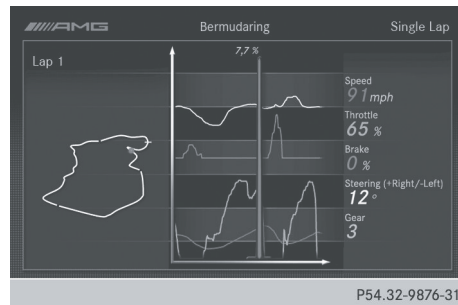 AMG Bermudaring Single Lap
Lap 1
7,7 %
Speed
91 mph
Throttle
65 %
Brake
0 %
Steering (+Right/-Left)
12 °
Gear
3
P54.32-9876-31